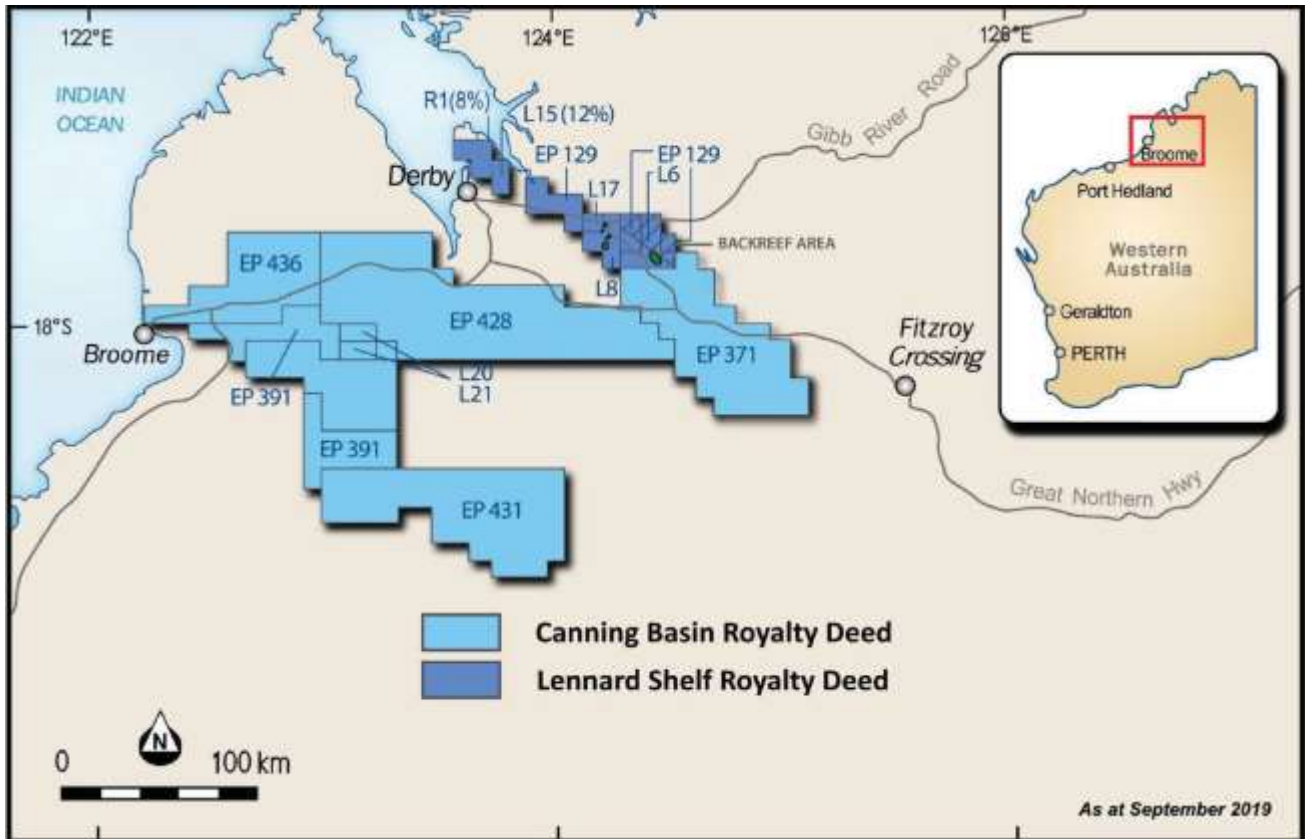 122°E
124°E
126°E
INDIAN
OCEAN
R1(8%)
L15 (12%)
EP 129
EP 129
L6
L17
Derby
BACKREEF AREA
L8
Gibb River Road
EP 436
EP 428
EP 371
18°S
Broome
Fitzroy
Crossing
L20
L21
EP 391
EP 391
EP 431
Great Northern Hwy
Broome
Port Hedland
Western
Australia
Geraldton
PERTH
Canning Basin Royalty Deed
Lennard Shelf Royalty Deed
N
0 100 km
As at September 2019